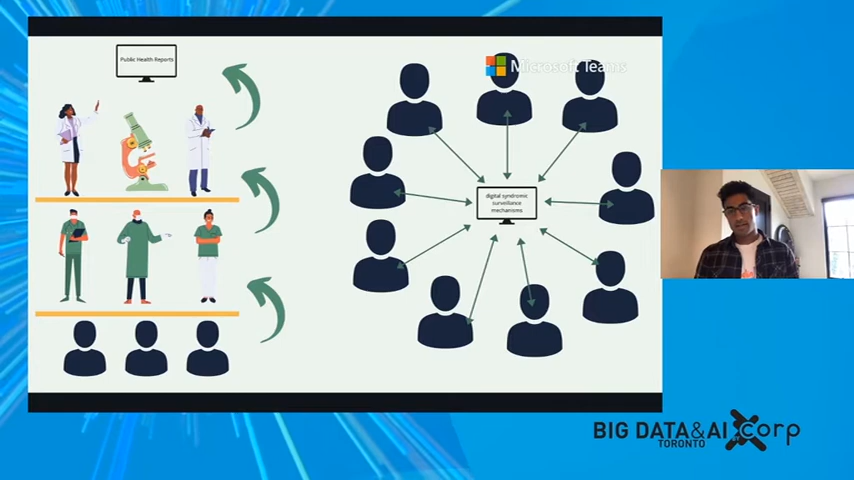 Public Health Reports
Microsoft Teams
digital syndromic
surveillance
mechanisms
BIG DATA&AI
TORONTO
corp